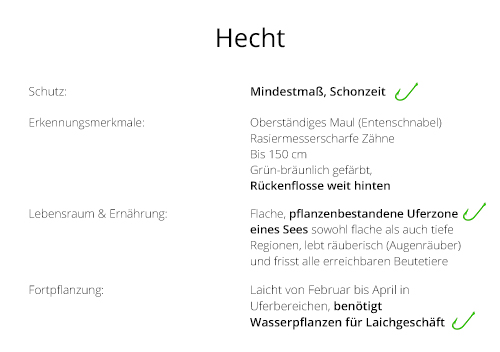 Hecht
Schutz:
Mindestmaß, Schonzeit
Erkennungsmerkmale:
Oberständiges Maul (Entenschnabel)
Rasiermesserscharfe Zähne
Bis 150 cm
Grün-bräunlich gefärbt,
Rückenflosse weit hinten
Lebensraum & Ernährung:
Flache, pflanzenbestandene Uferzone
eines Sees sowohl flache als auch tiefe
Regionen, lebt räuberisch (Augenräuber)
und frisst alle erreichbaren Beutetiere
Fortpflanzung:
Laicht von Februar bis April in
Uferbereichen, benötigt
Wasserpflanzen für Laichgeschäft